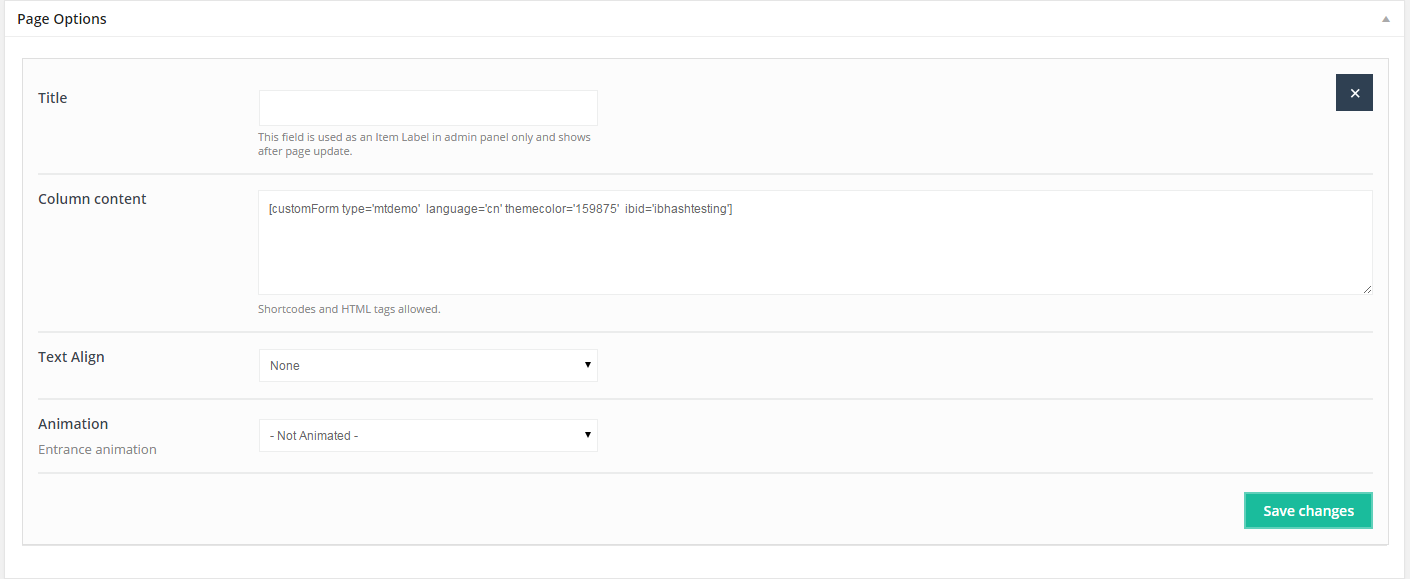 Page Options
Title
This field is used as an Item Label in admin panel only and shows
after page update.
Column content
[customForm type='mtdemo'  language='cn' themecolor='159875'  ibid='ibhashtesting']
Shortcodes and HTML tags allowed.
Text Align
None
Animation
- Not Animated -
Entrance animation
Save changes